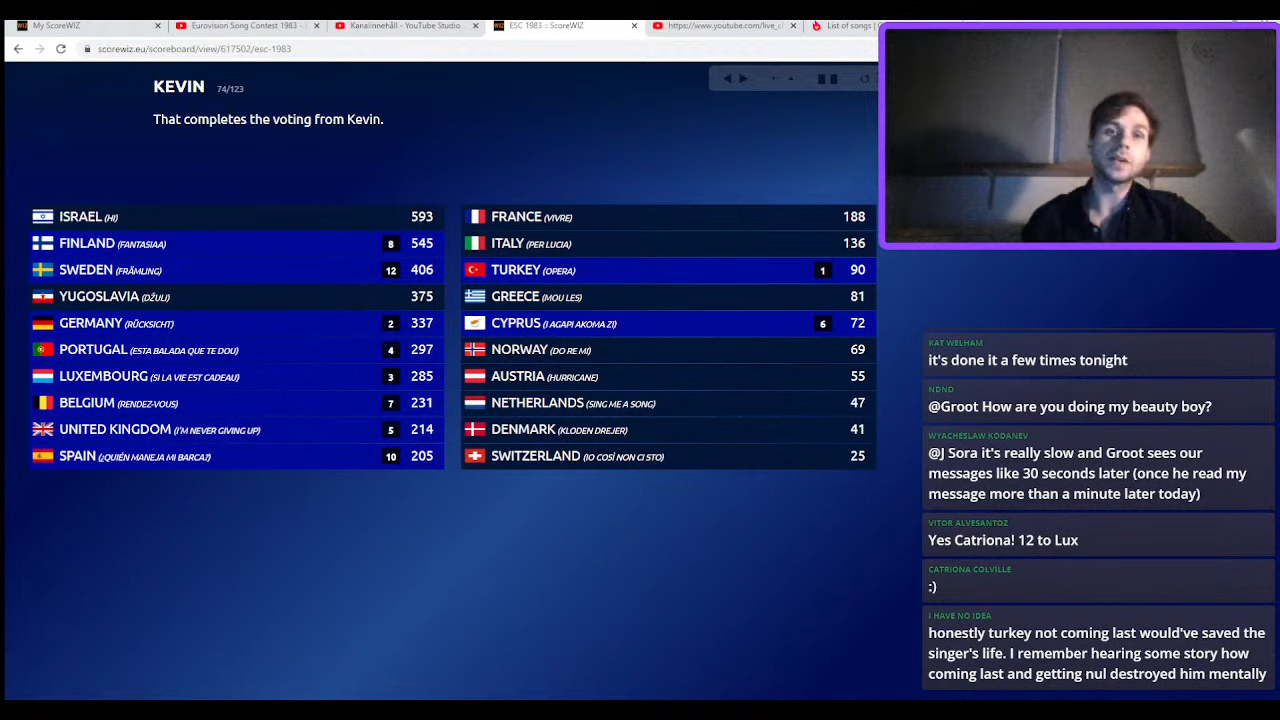 My ScoreWIZ
Eurovision Song Contest 1983 -
Kanalinnehåll - YouTube Studio
ESC 1983 :: ScoreWIZ
https://www.youtube.com/live_c
List of songs |
scorewiz.eu/scoreboard/view/617502/esc-1983
KEVIN 74/123
That completes the voting from Kevin.
ISRAEL (HI) 593
FINLAND (FANTASIAA) 8 545
SWEDEN (FRÄMLING) 12 406
YUGOSLAVIA (DŽULI) 375
GERMANY (RÜCKSICHT) 2 337
PORTUGAL (ESTA BALADA QUE TE DOU) 4 297
LUXEMBOURG (SI LA VIE EST CADEAU) 3 285
BELGIUM (RENDEZ-VOUS) 7 231
UNITED KINGDOM (I'M NEVER GIVING UP) 5 214
SPAIN (¿QUIÉN MANEJA MI BARCA?) 10 205
FRANCE (VIVRE) 188
ITALY (PER LUCIA) 136
TURKEY (OPERA) 1 90
GREECE (MOU LES) 81
CYPRUS (I AGAPI AKOMA ZI) 6 72
NORWAY (DO RE MI) 69
AUSTRIA (HURRICANE) 55
NETHERLANDS (SING ME A SONG) 47
DENMARK (KLODEN DREJER) 41
SWITZERLAND (IO COSÌ NON CI STO) 25
KAT WELHAM
it's done it a few times tonight
NDND
@Groot How are you doing my beauty boy?
WYACHESLAW KODANEV
@J Sora it's really slow and Groot sees our
messages like 30 seconds later (once he read my
message more than a minute later today)
VITOR ALVESANTOZ
Yes Catriona! 12 to Lux
CATRIONA COLVILLE
:)
I HAVE NO IDEA
honestly turkey not coming last would've saved the
singer's life. I remember hearing some story how
coming last and getting nul destroyed him mentally